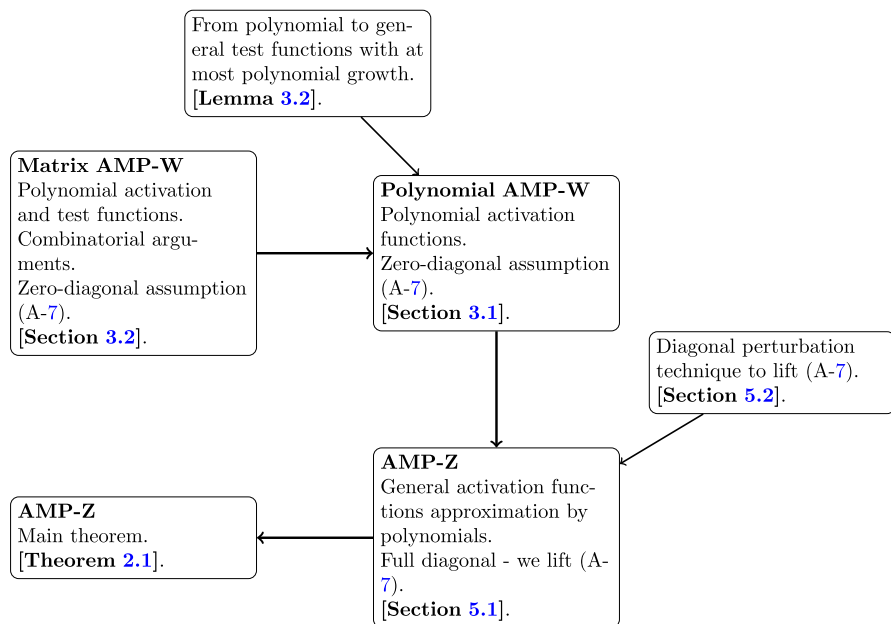 From polynomial to gen-
eral test functions with at
most polynomial growth.
[Lemma 3.2].
Matrix AMP-W
Polynomial activation
and test functions.
Combinatorial argu-
ments.
Zero-diagonal assumption
(A-7).
[Section 3.2].
Polynomial AMP-W
Polynomial activation
functions.
Zero-diagonal assumption
(A-7).
[Section 3.1].
Diagonal perturbation
technique to lift (A-7).
[Section 5.2].
AMP-Z
General activation func-
tions approximation by
polynomials.
Full diagonal - we lift (A-
7).
[Section 5.1].
AMP-Z
Main theorem.
[Theorem 2.1].